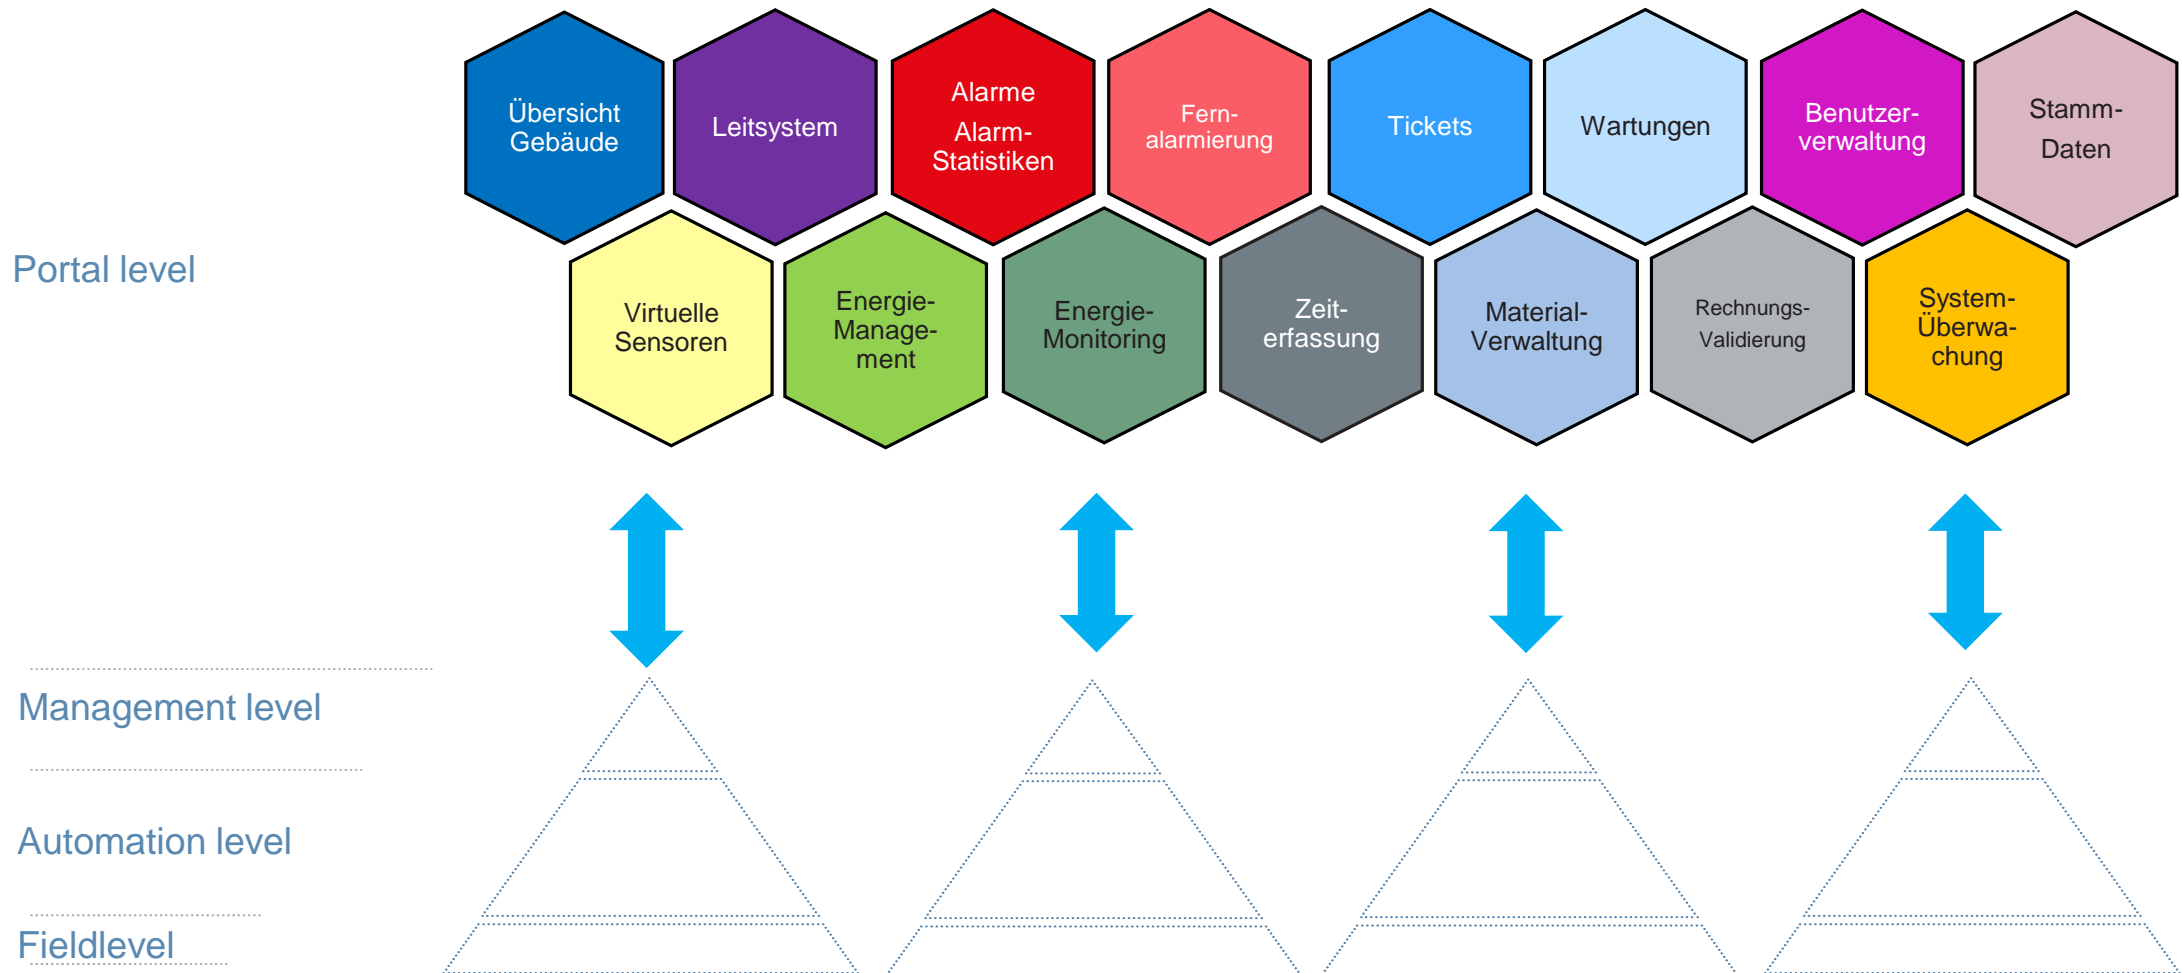 Übersicht
Gebäude
Leitsystem
Alarme
Alarm-
Statistiken
Fern-
alarmierung
Tickets
Wartungen
Benutzer-
verwaltung
Stamm-
Daten
Portal level
Virtuelle
Sensoren
Energie-
Manage-
ment
Energie-
Monitoring
Zeit-
erfassung
Material-
Verwaltung
Rechnungs-
Validierung
System-
Überwa-
chung
Management level
Automation level
Fieldlevel